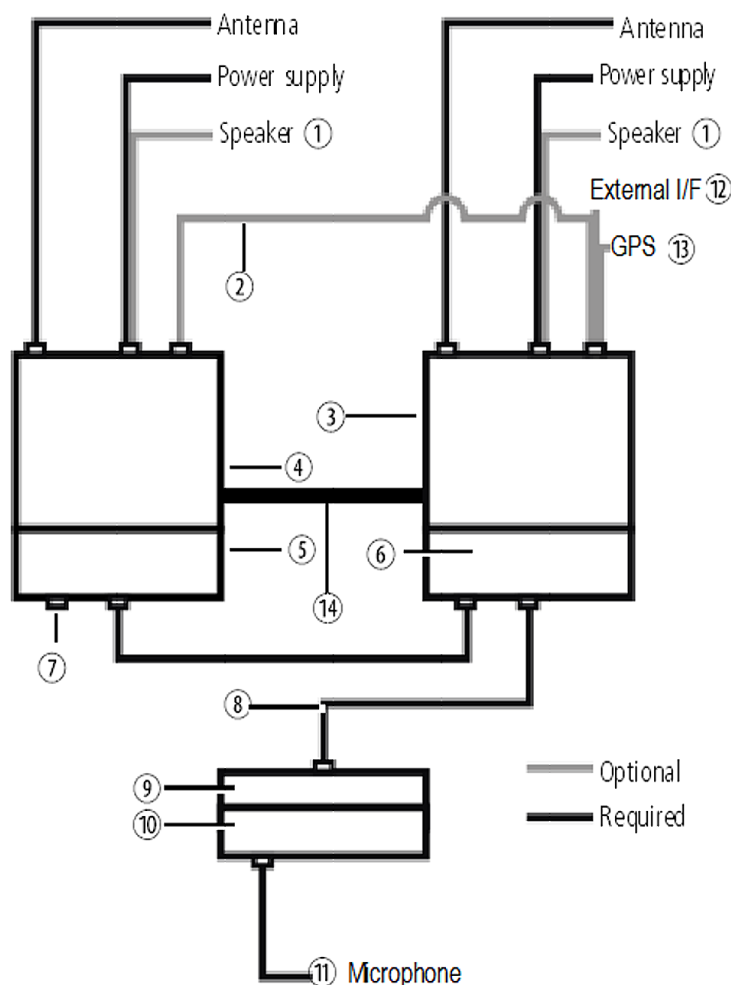 Antenna
Antenna
Power supply
Power supply
Speaker ①
Speaker ①
External I/F ⑫
GPS ⑬
②
③
④
⑤
⑥
⑭
⑦
⑧
⑨
⑩
Optional
Required
⑪ Microphone